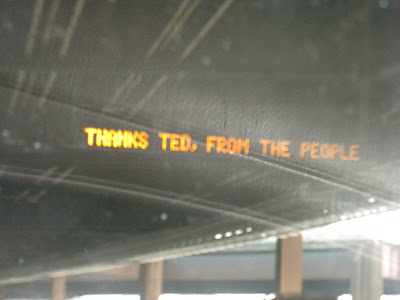 THANKS TED, FROM THE PEOPLE